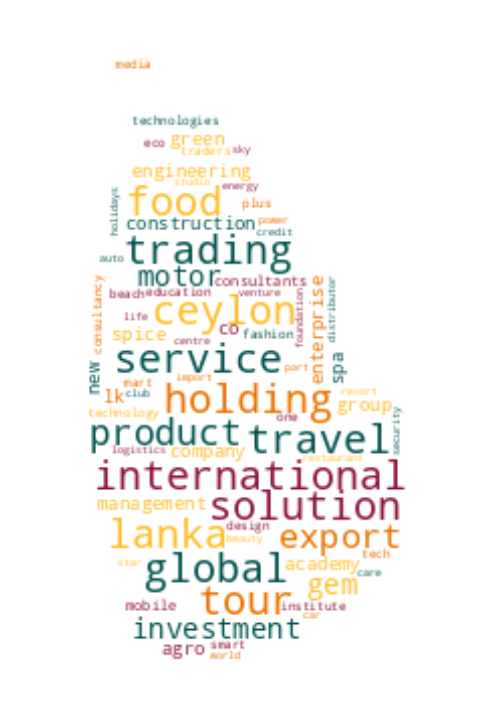 media
technologies
eco green
traders sky
engineering
studio energy
holidays food plus
construction power
credit
trading
auto
motor consultants
consultancy beach education venture foundation enterprise distributor
ceylon
life
spice co fashion
centre
service part spa
new mart import
lk club holding resort
technology group
one security
product travel
logistics company restaurant
international
management solution
lanka design export
beauty
tech
star global academy care
gem
tour
mobile institute
car
investment
agro smart
world